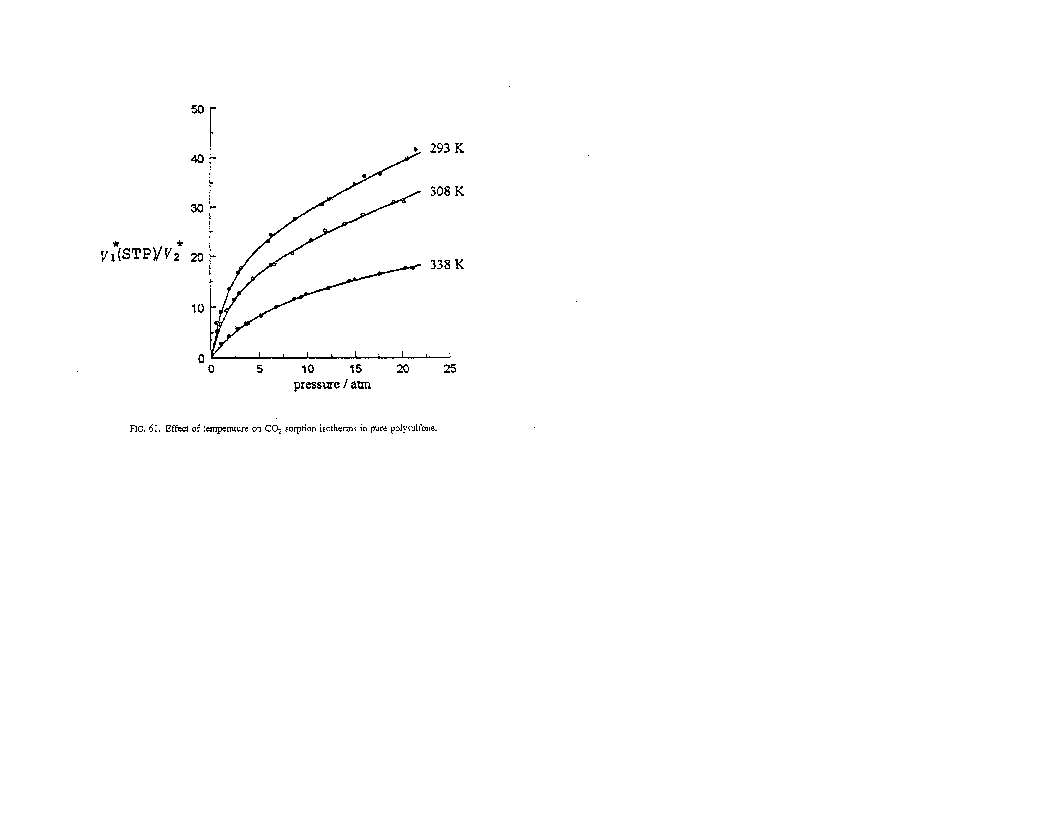 50
40
30
20
10
0
V₁*(STP)/V₂*
293 K
308 K
338 K
0 5 10 15 20 25
pressure / atm
FIG. 61. Effect of temperature on CO₂ sorption isotherms in pure polysulfone.